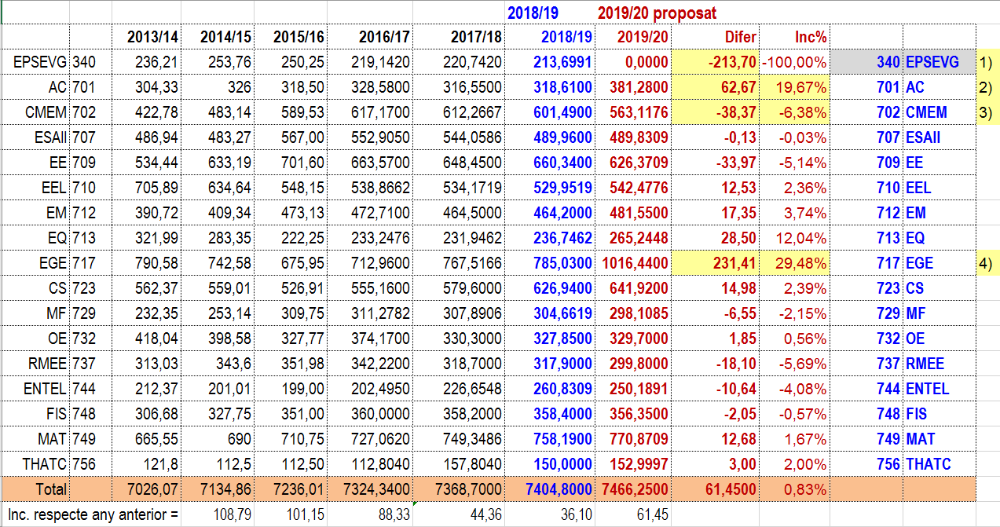 2018/19 2019/20 proposat
2013/14 2014/15 2015/16 2016/17 2017/18 2018/19 2019/20 Difer Inc%
EPSEVG 340 236,21 253,76 250,25 219,1420 220,7420 213,6991 0,0000 -213,70 -100,00% 340 EPSEVG 1)
AC 701 304,33 326 318,50 328,5800 316,5500 318,6100 381,2800 62,67 19,67% 701 AC 2)
CMEM 702 422,78 483,14 589,53 617,1700 612,2667 601,4900 563,1176 -38,37 -6,38% 702 CMEM 3)
ESAII 707 486,94 483,27 567,00 552,9050 544,0586 489,9600 489,8309 -0,13 -0,03% 707 ESAII
EE 709 534,44 633,19 701,60 663,5700 648,4500 660,3400 626,3709 -33,97 -5,14% 709 EE
EEL 710 705,89 634,64 548,15 538,8662 534,1719 529,9519 542,4776 12,53 2,36% 710 EEL
EM 712 390,72 409,34 473,13 472,7100 464,5000 464,2000 481,5500 17,35 3,74% 712 EM
EQ 713 321,99 283,35 222,25 233,2476 231,9462 236,7462 265,2448 28,50 12,04% 713 EQ
EGE 717 790,58 742,58 675,95 712,9600 767,5166 785,0300 1016,4400 231,41 29,48% 717 EGE 4)
CS 723 562,37 559,01 526,91 555,1600 579,6000 626,9400 641,9200 14,98 2,39% 723 CS
MF 729 232,35 253,14 309,75 311,2782 307,8906 304,6619 298,1085 -6,55 -2,15% 729 MF
OE 732 418,04 398,58 327,77 374,1700 330,3000 327,8500 329,7000 1,85 0,56% 732 OE
RMEE 737 313,03 343,6 351,98 342,2200 318,7000 317,9000 299,8000 -18,10 -5,69% 737 RMEE
ENTEL 744 212,37 201,01 199,00 202,4950 226,6548 260,8309 250,1891 -10,64 -4,08% 744 ENTEL
FIS 748 306,68 327,75 351,00 360,0000 358,2000 358,4000 356,3500 -2,05 -0,57% 748 FIS
MAT 749 665,55 690 710,75 727,0620 749,3486 758,1900 770,8709 12,68 1,67% 749 MAT
THATC 756 121,8 112,5 112,50 112,8040 157,8040 150,0000 152,9997 3,00 2,00% 756 THATC
Total 7026,07 7134,86 7236,01 7324,3400 7368,7000 7404,8000 7466,2500 61,4500 0,83%
Inc. respecte any anterior = 108,79 101,15 88,33 44,36 36,10 61,45